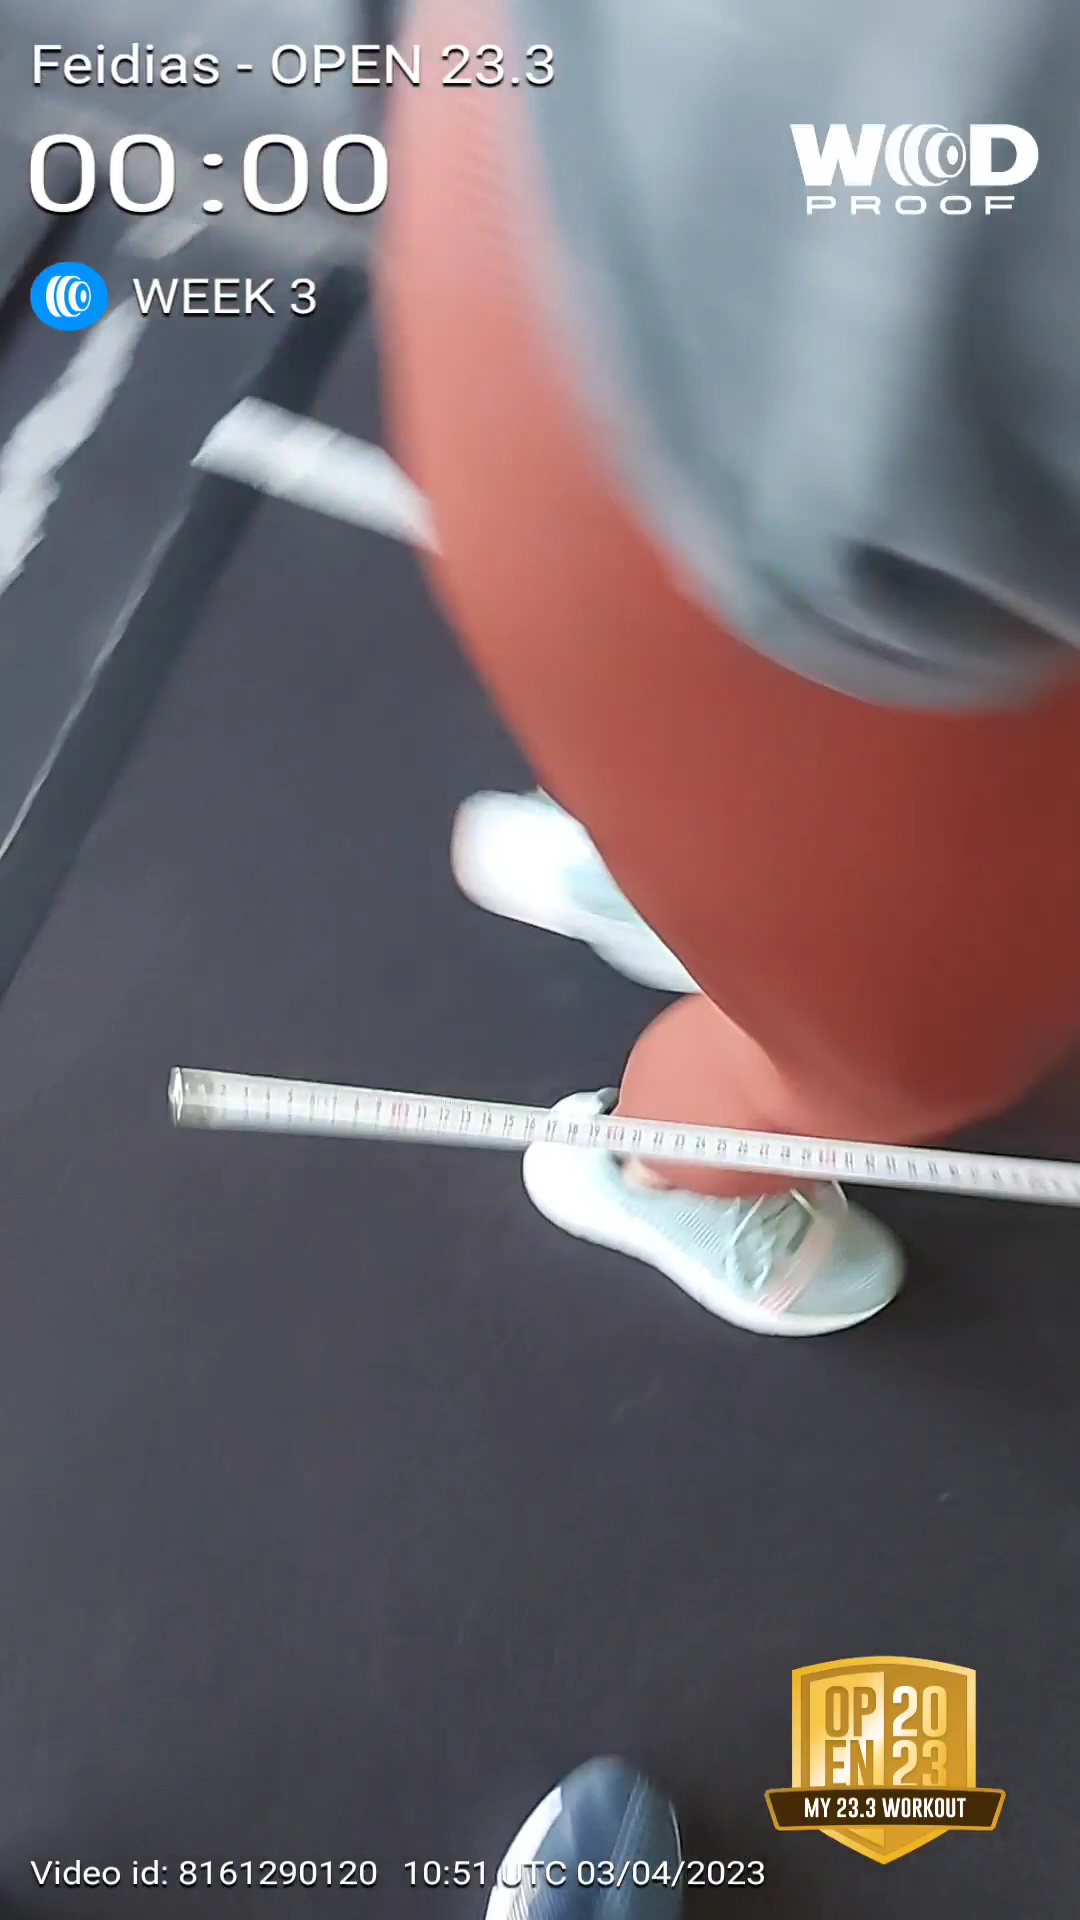 Feidias - OPEN 23.3
00:00
WOD
PROOF
WEEK 3
OP 20
EN 23
MY 23.3 WORKOUT
Video id: 8161290120 10:51 UTC 03/04/2023